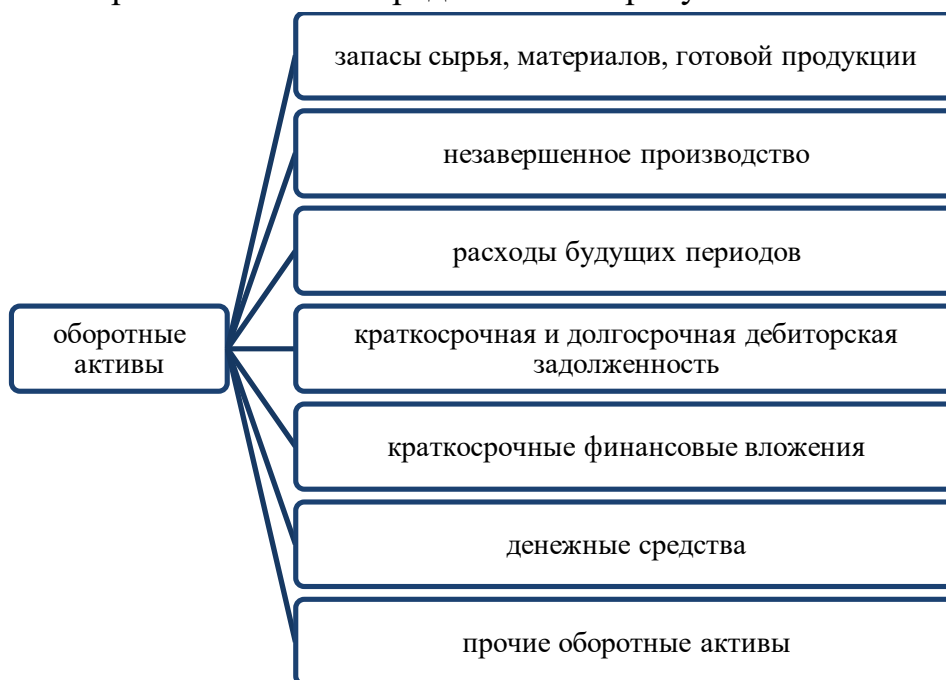 запасы сырья, материалов, готовой продукции
незавершенное производство
расходы будущих периодов
оборотные
активы
краткосрочная и долгосрочная дебиторская
задолженность
краткосрочные финансовые вложения
денежные средства
прочие оборотные активы